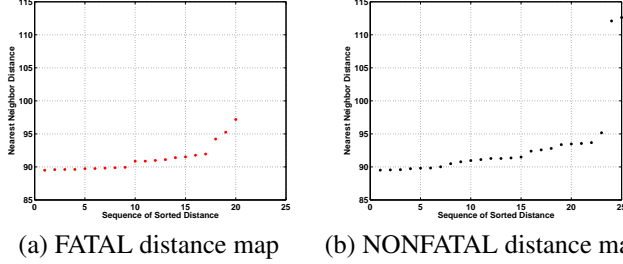 115
110
105
100
95
90
85
0 5 10 15 20 25
Nearest Neighbor Distance
Sequence of Sorted Distance
115
110
105
100
95
90
85
0 5 10 15 20 25
Nearest Neighbor Distance
Sequence of Sorted Distance
(a) FATAL distance map
(b) NONFATAL distance ma